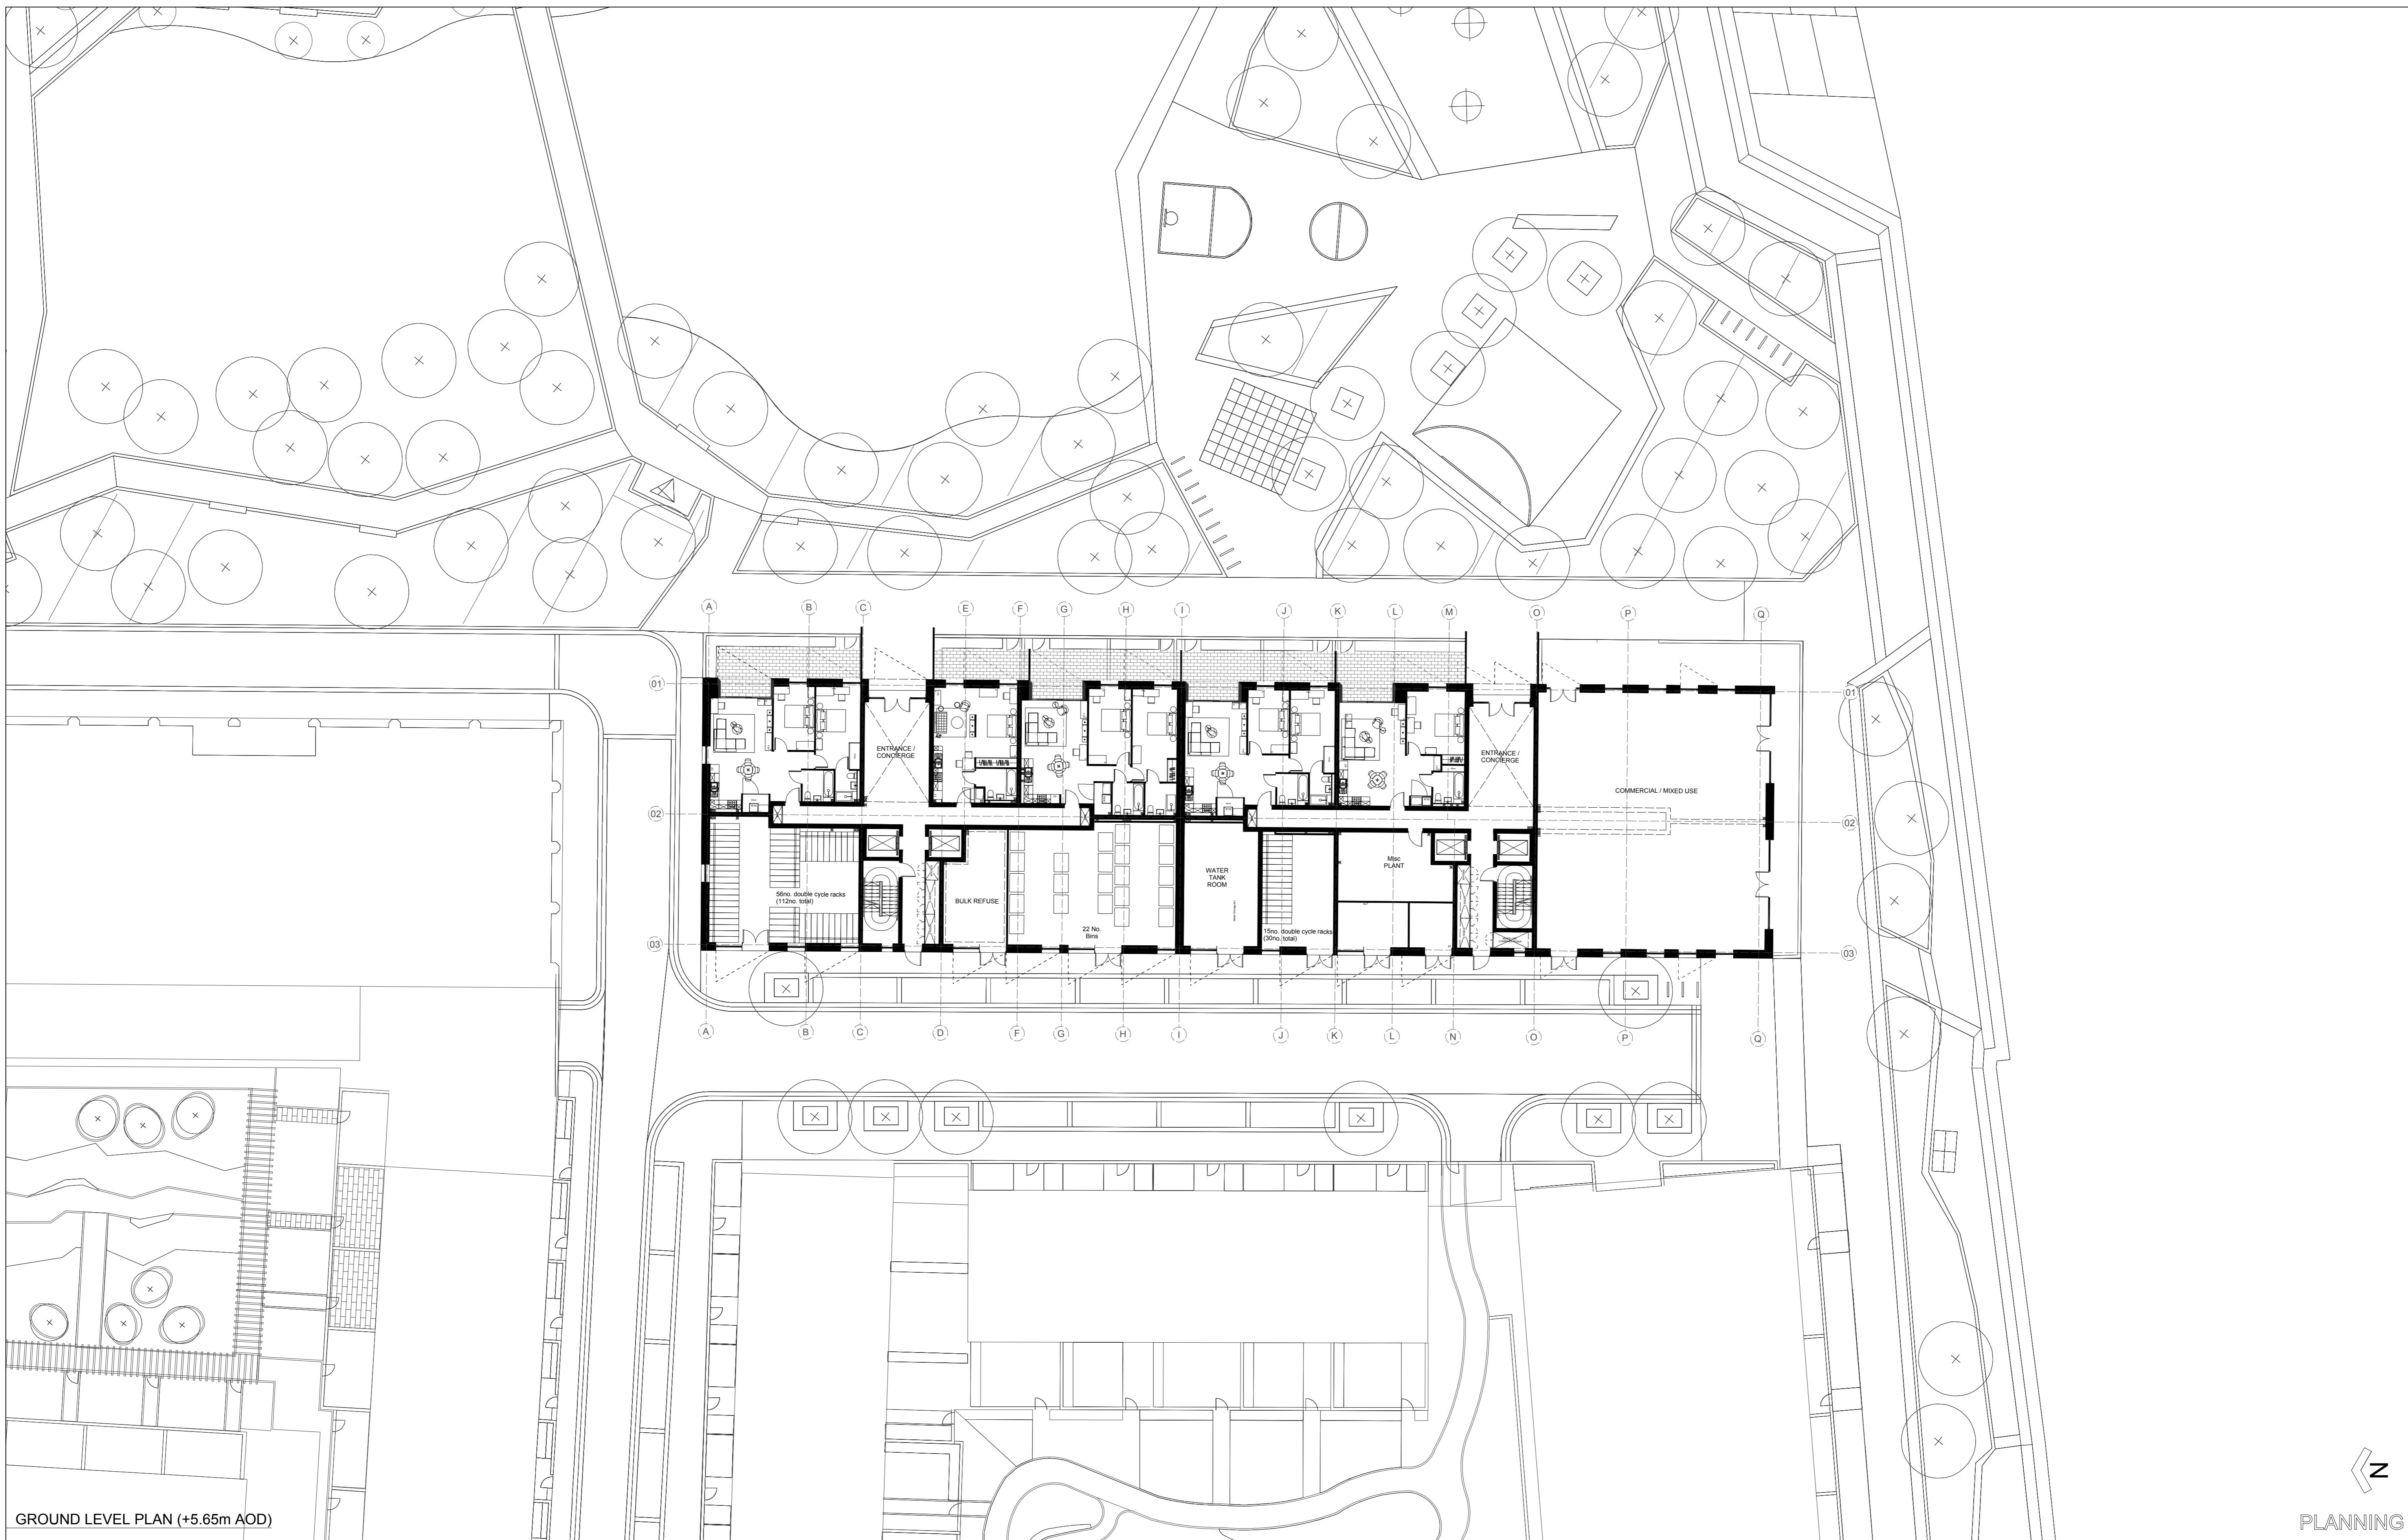 A
B
C
E
F
G
H
I
J
K
L
M
O
P
Q
01
01
ENTRANCE /
CONCIERGE
ENTRANCE /
CONCIERGE
COMMERCIAL / MIXED USE
02
02
56no. double cycle racks
(112no. total)
BULK REFUSE
22 No.
Bins
WATER
TANK
ROOM
15no. double cycle racks
(30no. total)
Misc
PLANT
03
03
A
B
C
D
F
G
H
I
J
K
L
N
O
P
Q
GROUND LEVEL PLAN (+5.65m AOD)
N
PLANNING